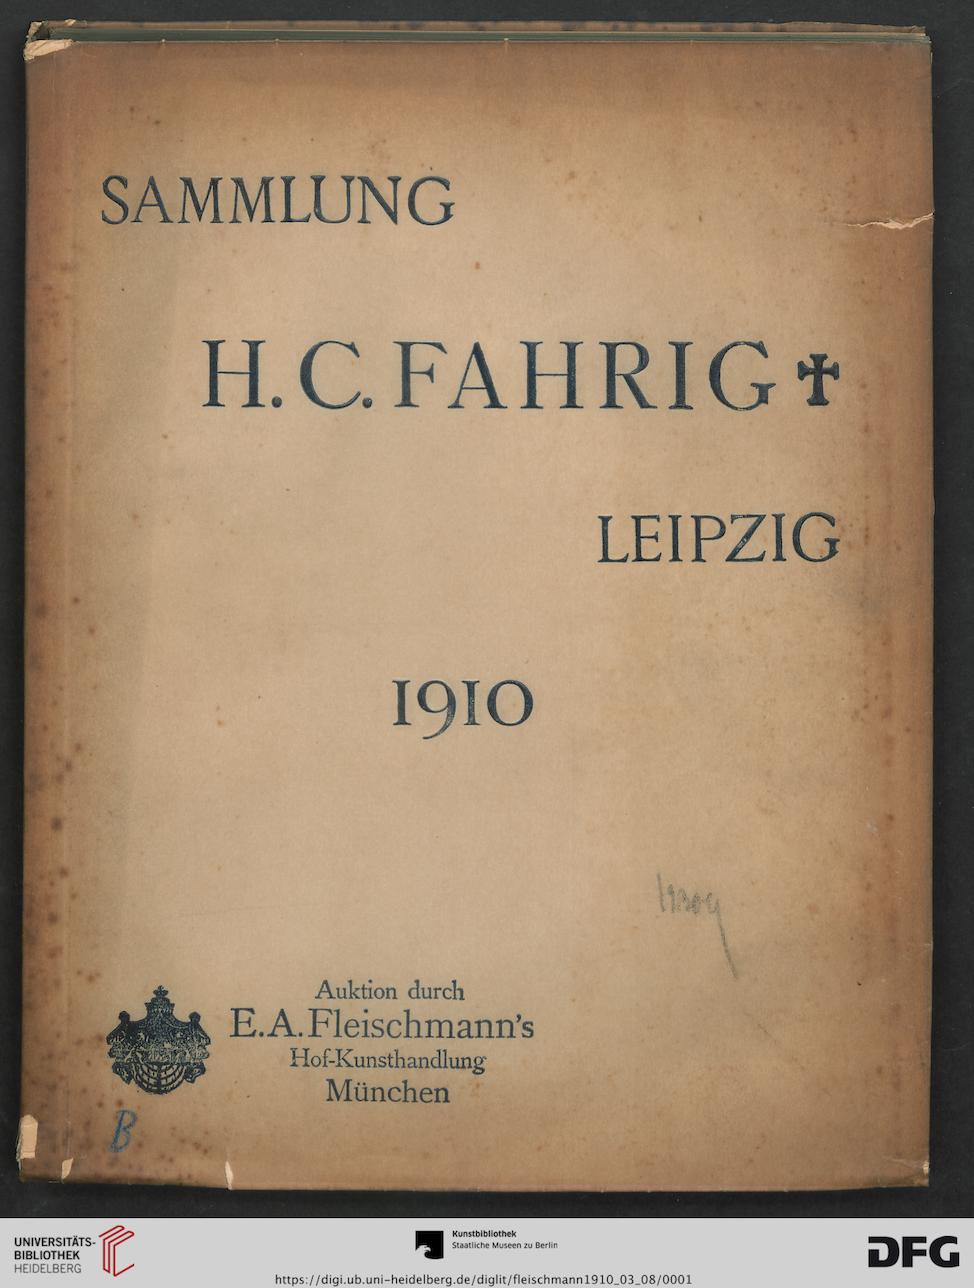 SAMMLUNG
H. C. FAHRIG ✝
LEIPZIG
1910
Auktion durch
E. A. Fleischmann's
Hof-Kunsthandlung
München
B
UNIVERSITÄTS-
BIBLIOTHEK
HEIDELBERG
Kunstbibliothek
Staatliche Museen zu Berlin
DFG
https://digi.ub.uni-heidelberg.de/diglit/fleischmann1910_03_08/0001